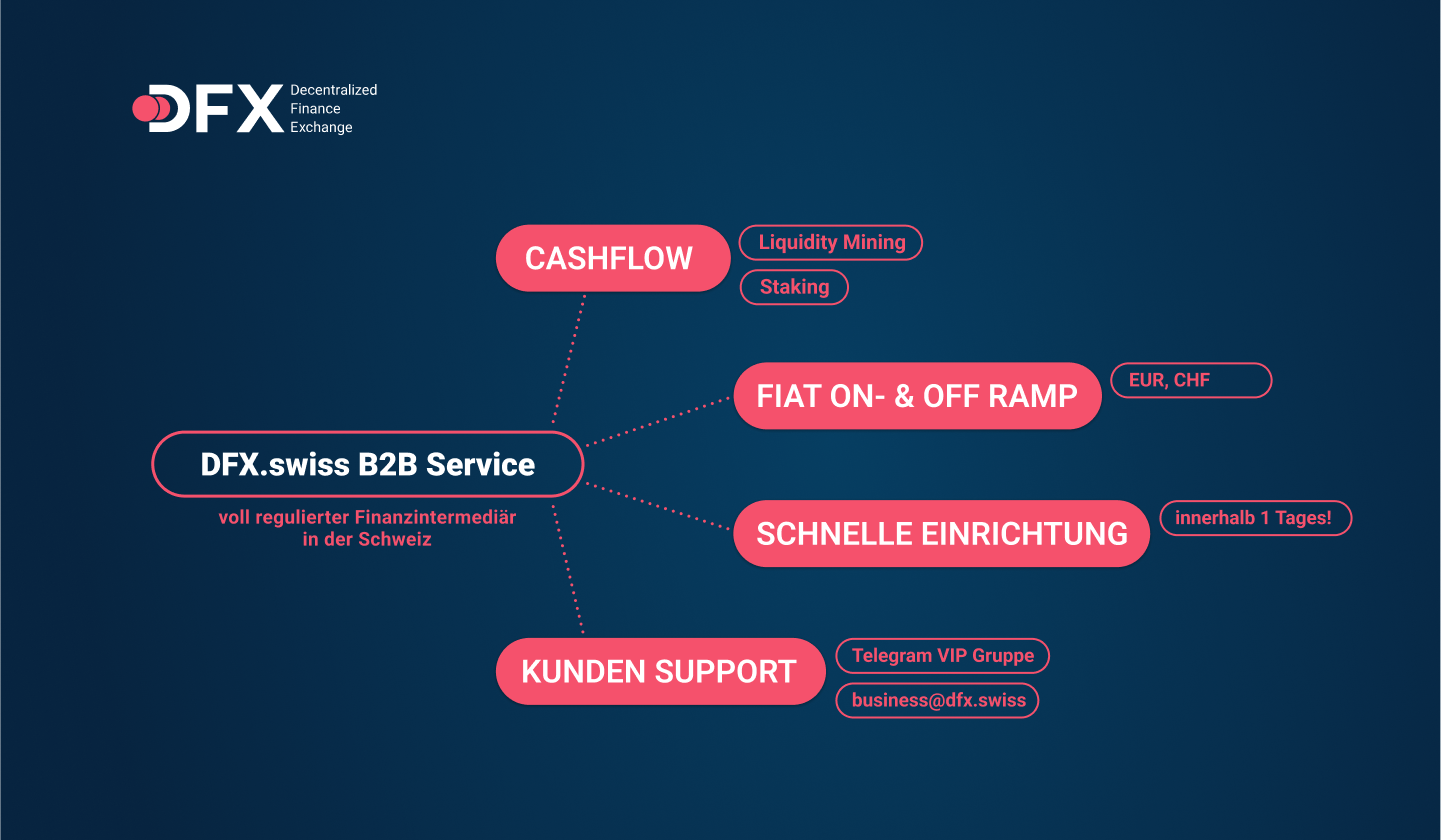 DFX
Decentralized
Finance
Exchange
CASHFLOW
Liquidity Mining
Staking
FIAT ON- & OFF RAMP
EUR, CHF
DFX.swiss B2B Service
voll regulierter Finanzintermediär
in der Schweiz
SCHNELLE EINRICHTUNG
innerhalb 1 Tages!
KUNDEN SUPPORT
Telegram VIP Gruppe
business@dfx.swiss